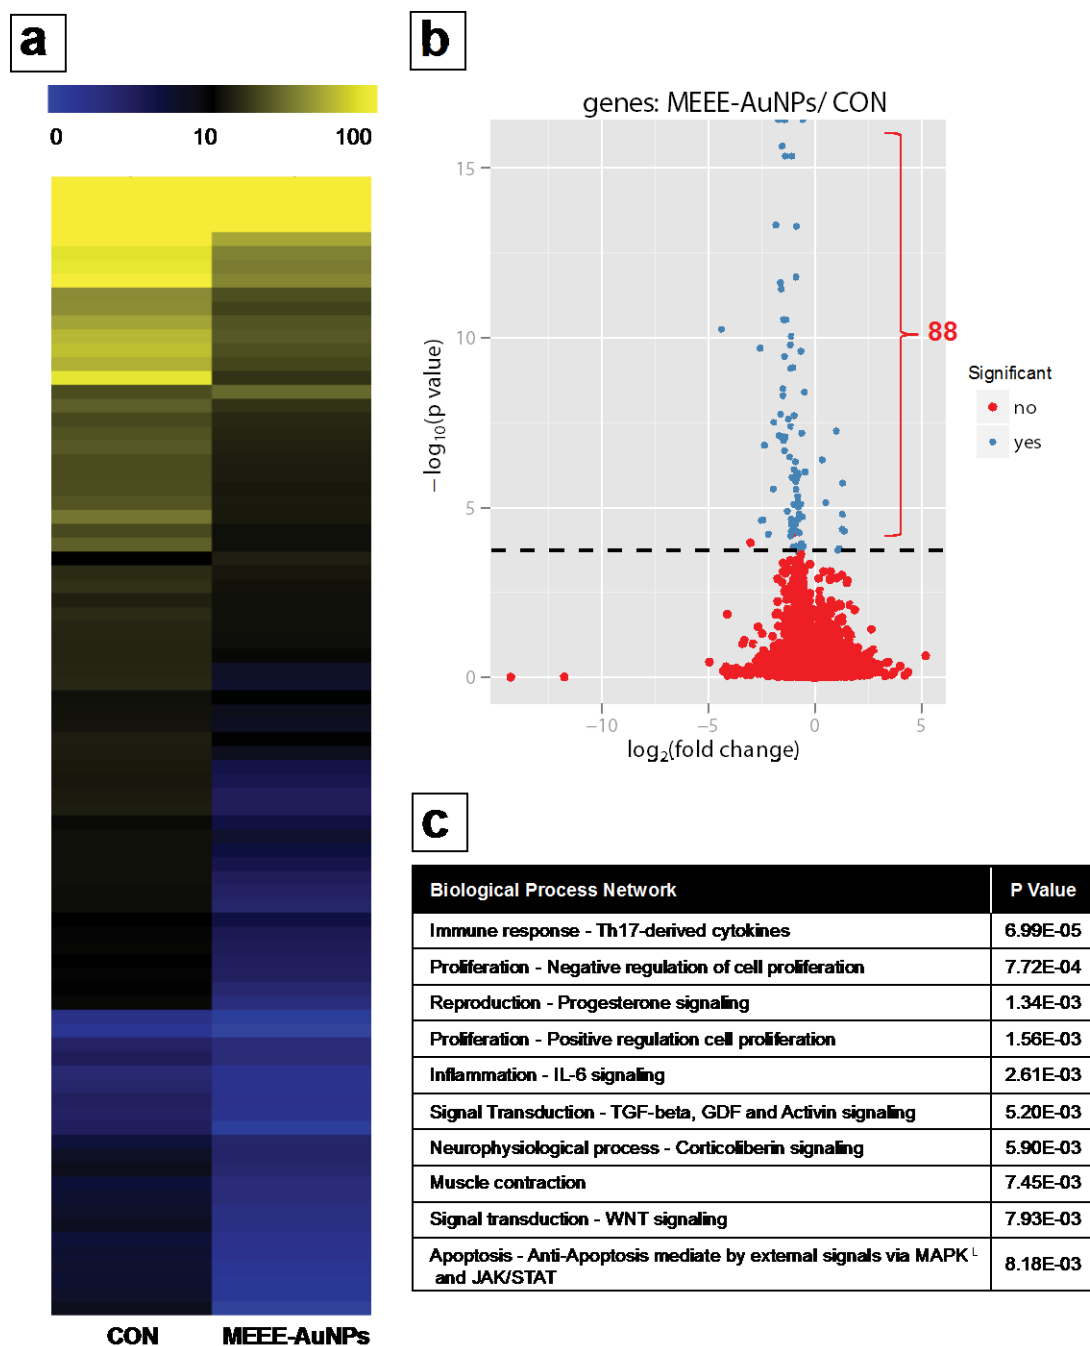 a
0 10 100
CON MEEE-AuNPs
b
genes: MEEE-AuNPs/ CON
−log10(p value)
15
10
5
0
88
−10 −5 0 5
log2(fold change)
Significant
no
yes
c
Biological Process Network P Value
Immune response - Th17-derived cytokines 6.99E-05
Proliferation - Negative regulation of cell proliferation 7.72E-04
Reproduction - Progesterone signaling 1.34E-03
Proliferation - Positive regulation cell proliferation 1.56E-03
Inflammation - IL-6 signaling 2.61E-03
Signal Transduction - TGF-beta, GDF and Activin signaling 5.20E-03
Neurophysiological process - Corticoliberin signaling 5.90E-03
Muscle contraction 7.45E-03
Signal transduction - WNT signaling 7.93E-03
Apoptosis - Anti-Apoptosis mediate by external signals via MAPK └
and JAK/STAT 8.18E-03